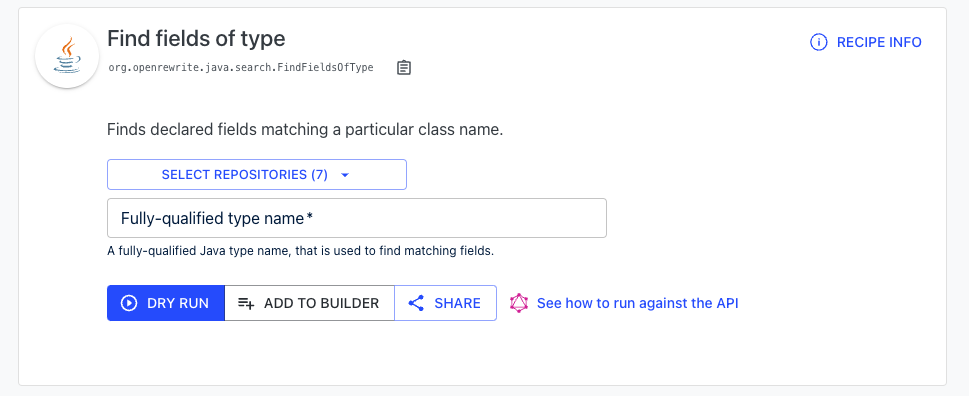 Find fields of type
RECIPE INFO
org.openrewrite.java.search.FindFieldsOfType
Finds declared fields matching a particular class name.
SELECT REPOSITORIES (7)
Fully-qualified type name*
A fully-qualified Java type name, that is used to find matching fields.
DRY RUN ADD TO BUILDER SHARE See how to run against the API